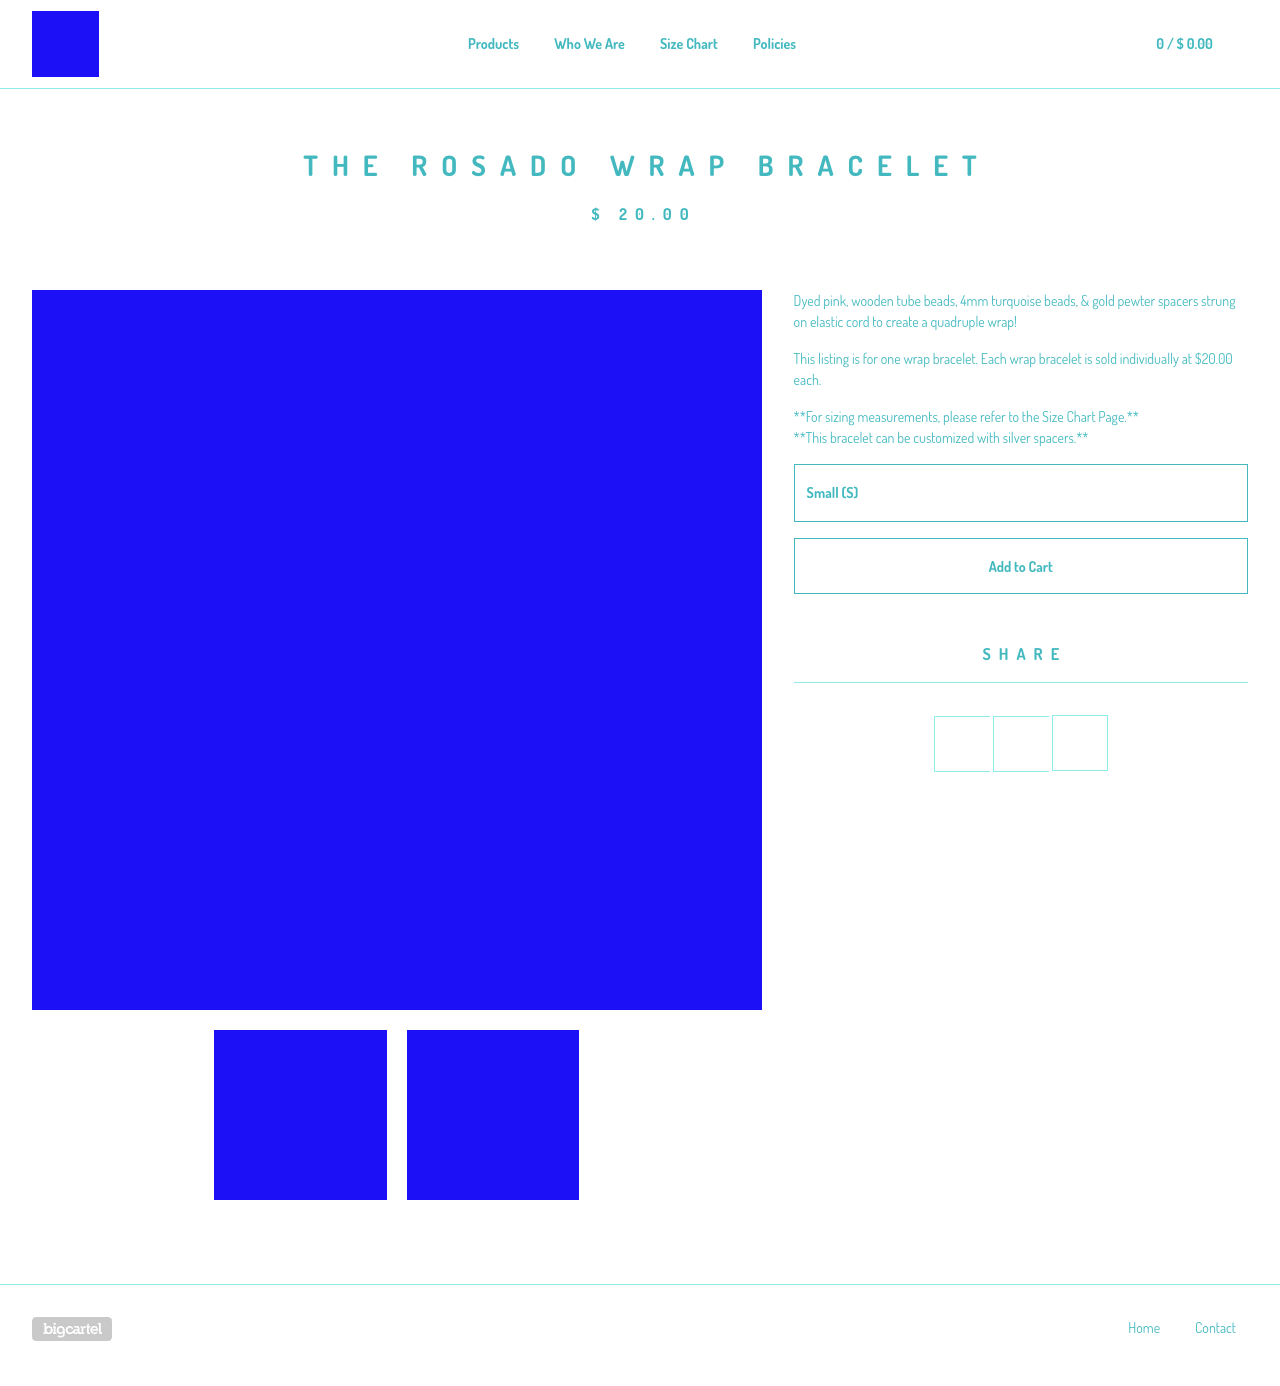 Products
Who We Are
Size Chart
Policies
0 / $ 0.00
THE ROSADO WRAP BRACELET
$ 20.00
Dyed pink, wooden tube beads, 4mm turquoise beads, & gold pewter spacers strung
on elastic cord to create a quadruple wrap!
This listing is for one wrap bracelet. Each wrap bracelet is sold individually at $20.00
each.
**For sizing measurements, please refer to the Size Chart Page.**
**This bracelet can be customized with silver spacers.**
Small (S)
Add to Cart
SHARE
bigcartel
Home
Contact